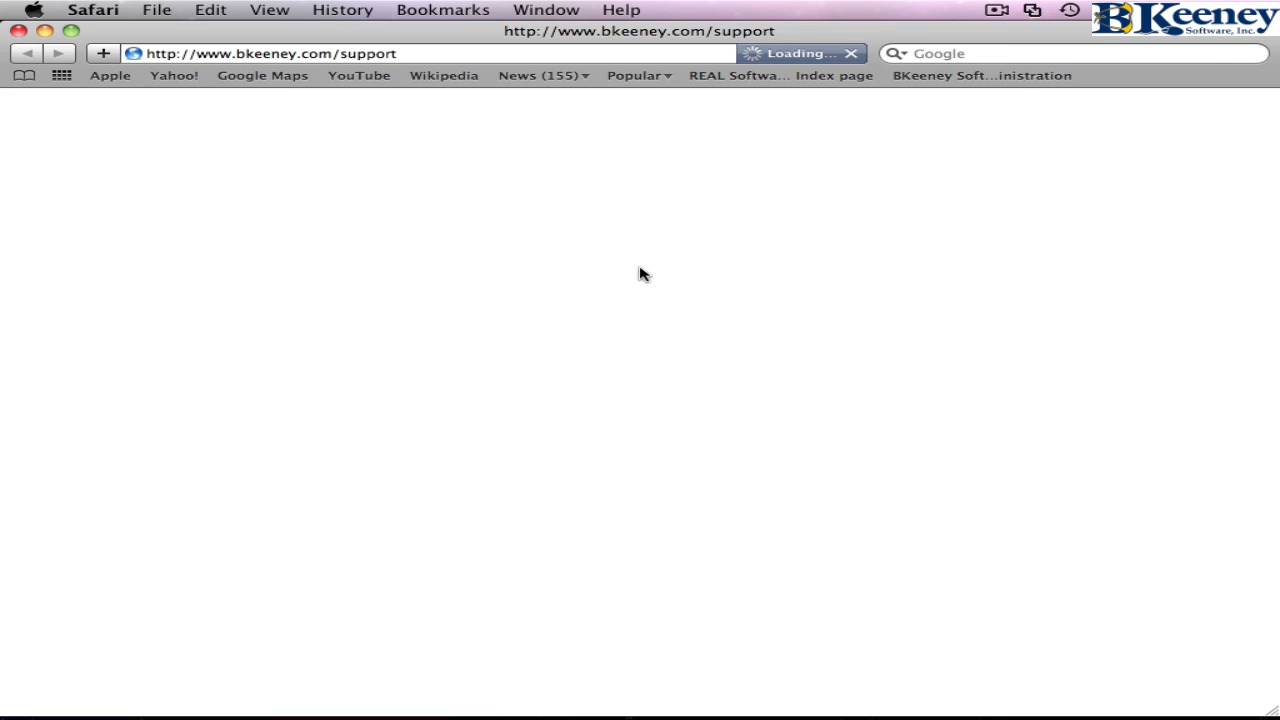 Safari File Edit View History Bookmarks Window Help
BKeeney
Software, Inc.
http://www.bkeeney.com/support
http://www.bkeeney.com/support Loading... Google
Apple Yahoo! Google Maps YouTube Wikipedia News (155) Popular REAL Softwa... Index page BKeeney Soft...inistration